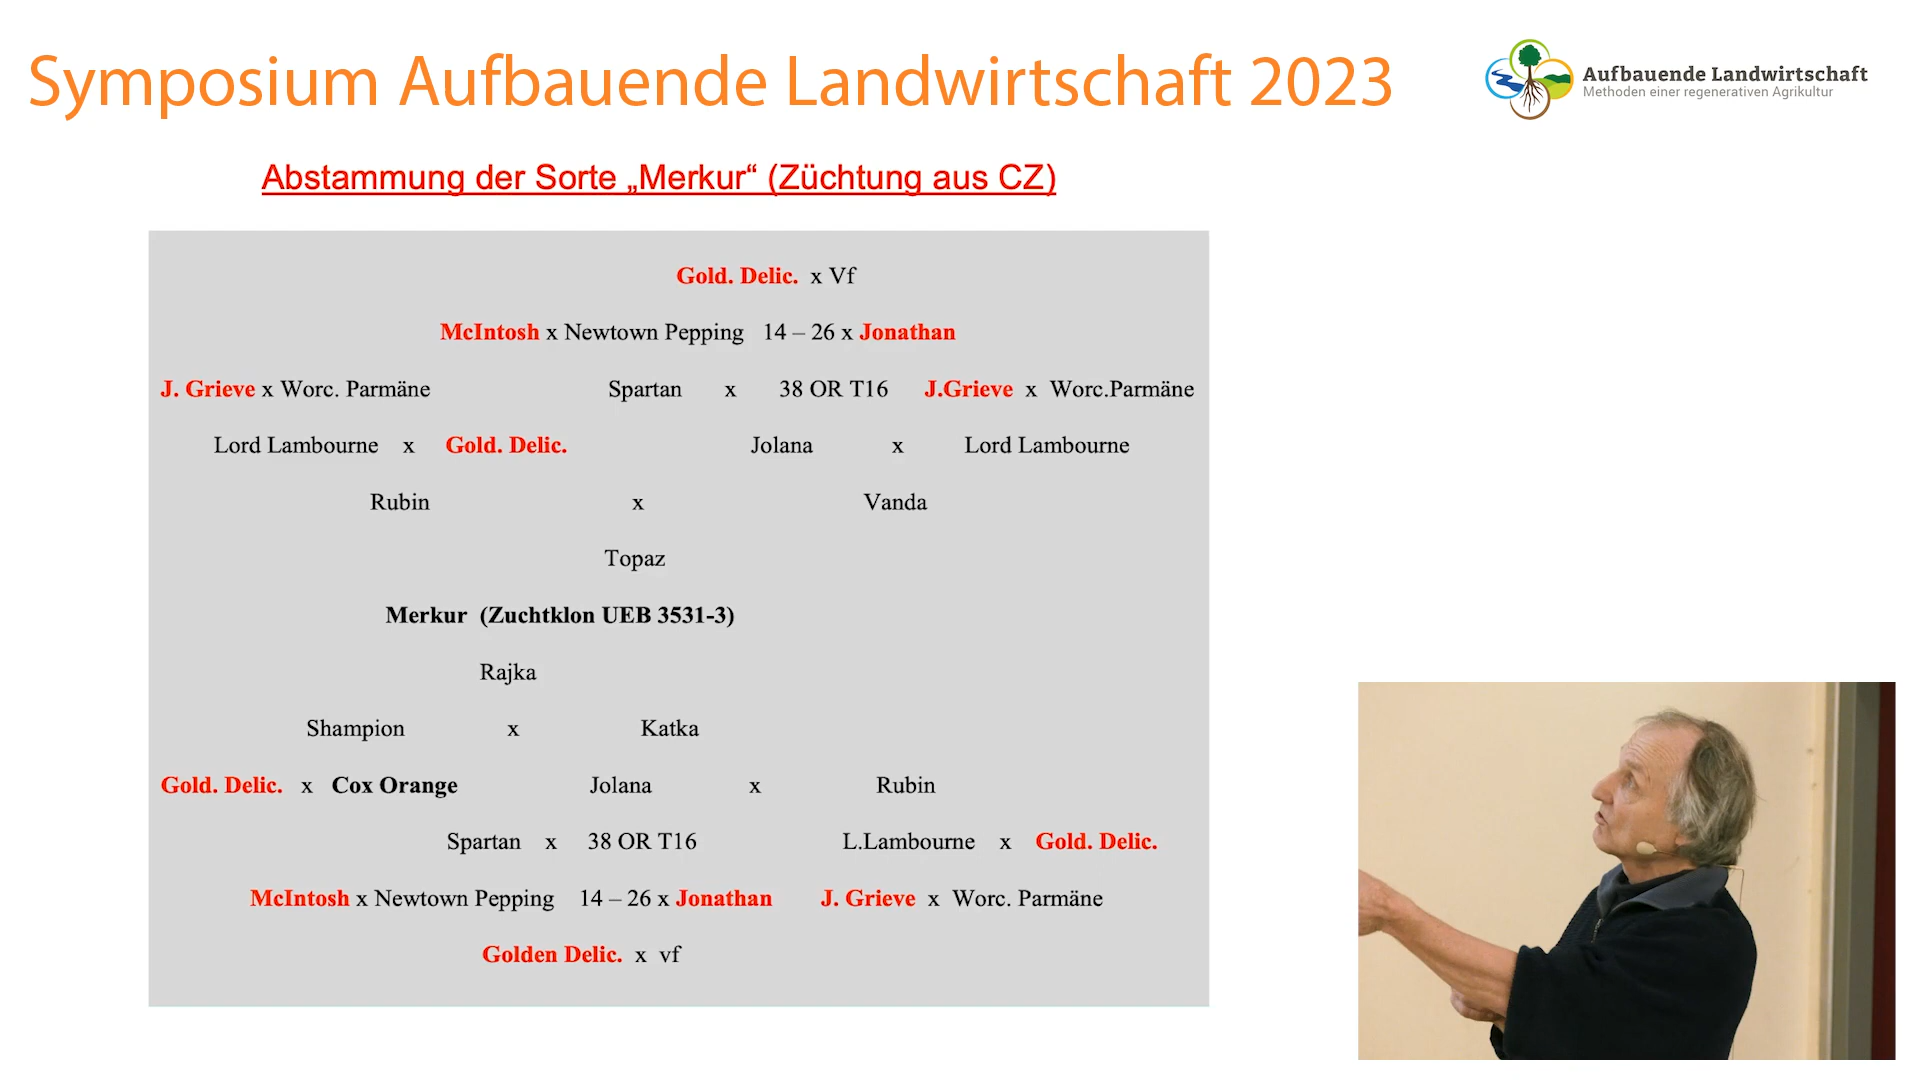 Symposium Aufbauende Landwirtschaft 2023
Aufbauende Landwirtschaft
Methoden einer regenerativen Agrikultur
Abstammung der Sorte „Merkur“ (Züchtung aus CZ)
Gold. Delic. x Vf
McIntosh x Newtown Pepping 14 – 26 x Jonathan
J. Grieve x Worc. Parmäne Spartan x 38 OR T16 J.Grieve x Worc.Parmäne
Lord Lambourne x Gold. Delic. Jolana x Lord Lambourne
Rubin x Vanda
Topaz
Merkur (Zuchtklon UEB 3531-3)
Rajka
Shampion x Katka
Gold. Delic. x Cox Orange Jolana x Rubin
Spartan x 38 OR T16 L.Lambourne x Gold. Delic.
McIntosh x Newtown Pepping 14 – 26 x Jonathan J. Grieve x Worc. Parmäne
Golden Delic. x vf